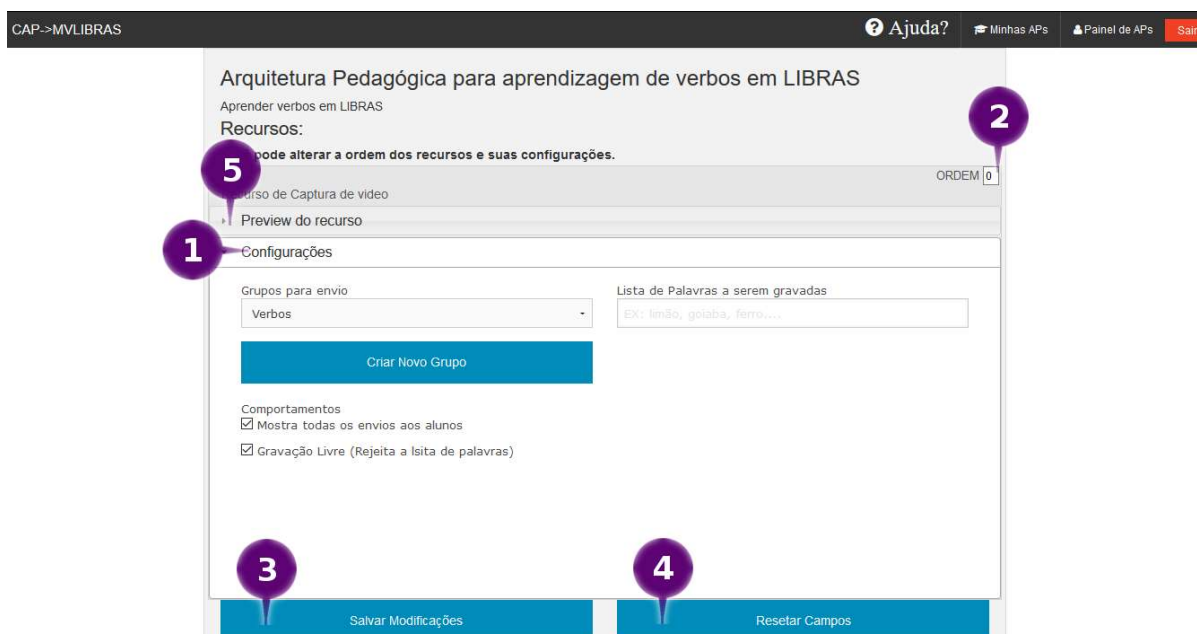 CAP->MVLIBRAS ? Ajuda? Minhas APs Painel de APs Sair
Arquitetura Pedagógica para aprendizagem de verbos em LIBRAS
Aprender verbos em LIBRAS
2
Recursos:
pode alterar a ordem dos recursos e suas configurações.
5
ORDEM 0
de Captura de video
Preview do recurso
1
Configurações
Grupos para envio Lista de Palavras a serem gravadas
Verbos EX: limão, goiaba, ferro....
Criar Novo Grupo
Comportamentos
Mostra todas os envios aos alunos
Gravação Livre (Rejeita a lsita de palavras)
3 4
Salvar Modificações Resetar Campos